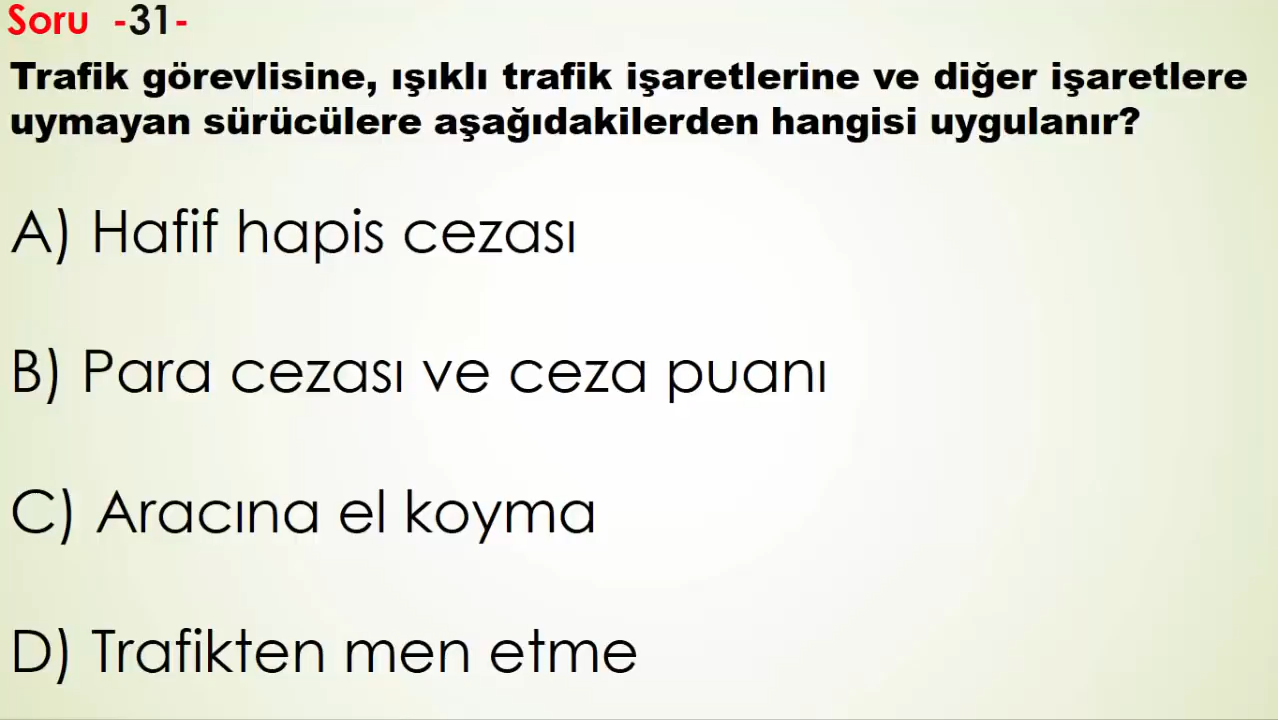 Soru -31-
Trafik görevlisine, ışıklı trafik işaretlerine ve diğer işaretlere
uymayan sürücülere aşağıdakilerden hangisi uygulanır?
A) Hafif hapis cezası
B) Para cezası ve ceza puanı
C) Aracına el koyma
D) Trafikten men etme